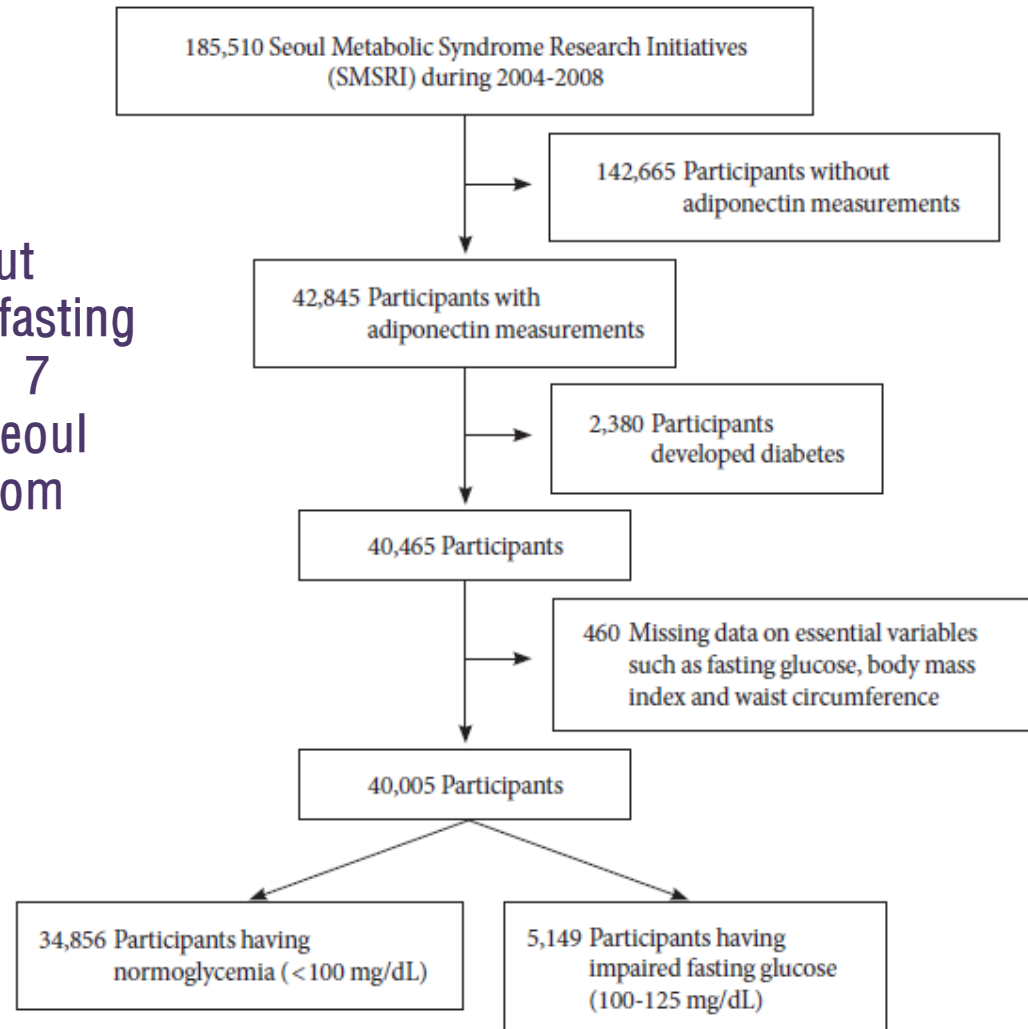 185,510 Seoul Metabolic Syndrome Research Initiatives
(SMSRI) during 2004-2008
142,665 Participants without
adiponectin measurements
ut
fasting
7
eoul
om
42,845 Participants with
adiponectin measurements
2,380 Participants
developed diabetes
40,465 Participants
460 Missing data on essential variables
such as fasting glucose, body mass
index and waist circumference
40,005 Participants
34,856 Participants having
normoglycemia (<100 mg/dL)
5,149 Participants having
impaired fasting glucose
(100-125 mg/dL)